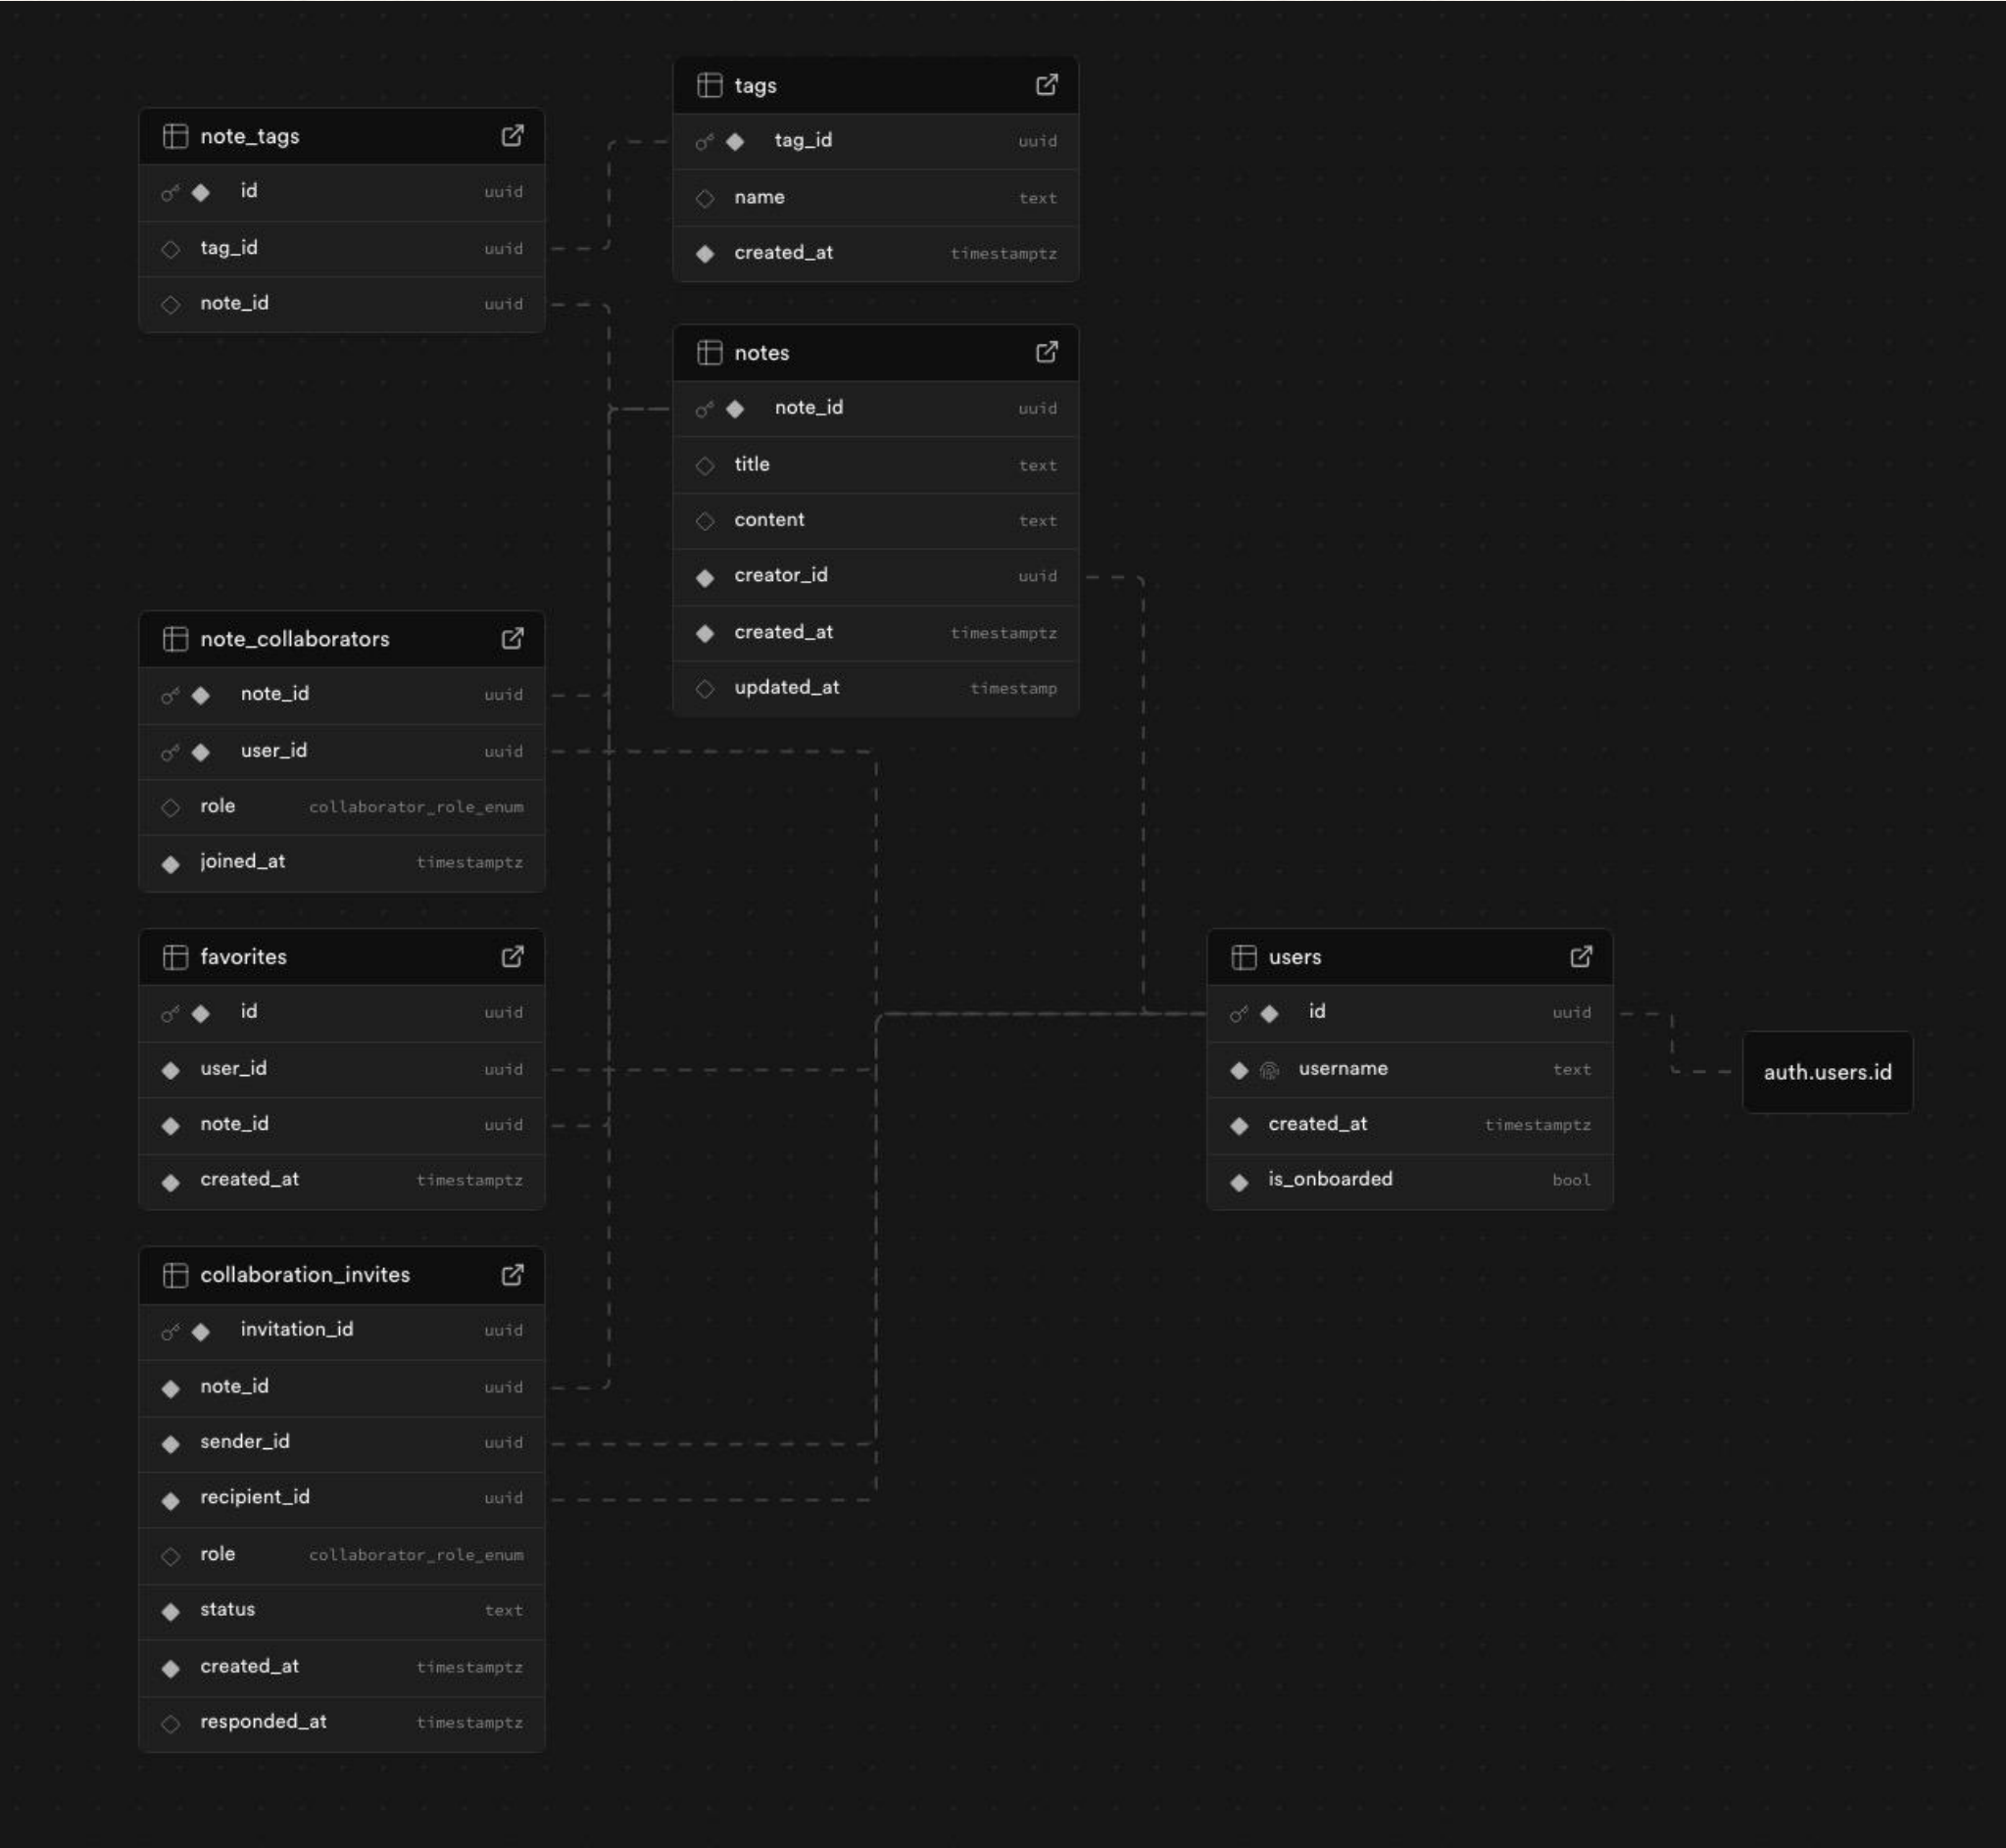 note_tags
id uuid
tag_id uuid
note_id uuid
tags
tag_id uuid
name text
created_at timestamptz
notes
note_id uuid
title text
content text
creator_id uuid
created_at timestamptz
updated_at timestamp
note_collaborators
note_id uuid
user_id uuid
role collaborator_role_enum
joined_at timestamptz
favorites
id uuid
user_id uuid
note_id uuid
created_at timestamptz
users
id uuid
username text
created_at timestamptz
is_onboarded bool
auth.users.id
collaboration_invites
invitation_id uuid
note_id uuid
sender_id uuid
recipient_id uuid
role collaborator_role_enum
status text
created_at timestamptz
responded_at timestamptz